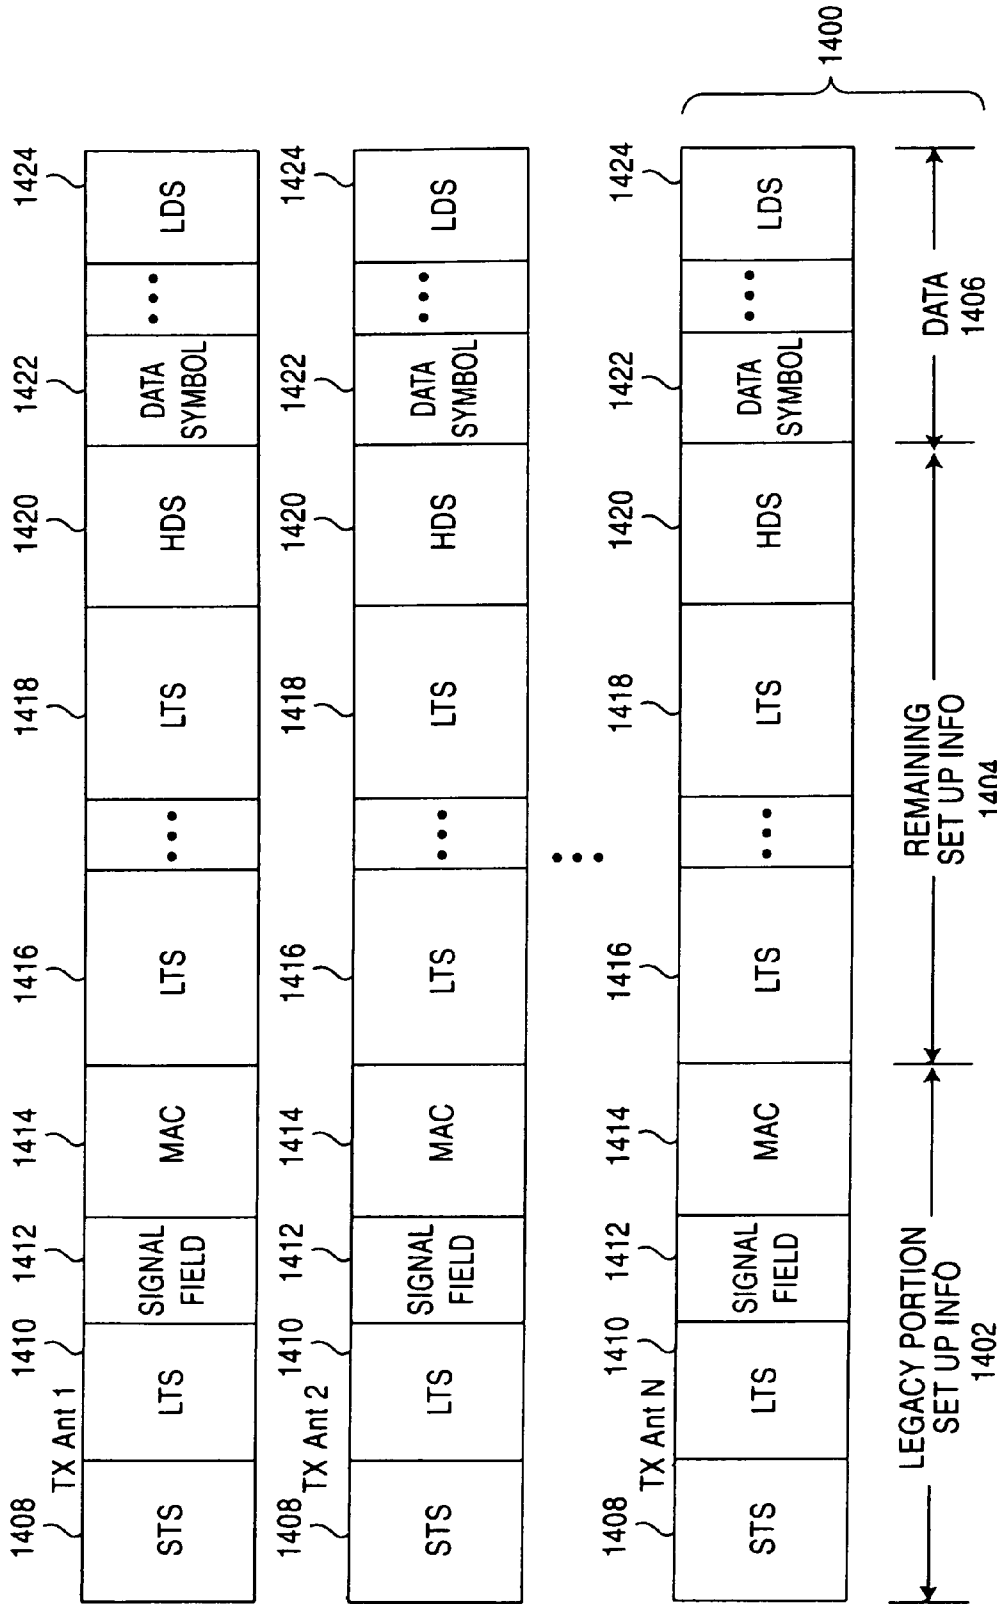 TX Ant 1
1408 1410 1412 1414 1416 1418 1420 1422 1424
STS LTS SIGNAL FIELD MAC LTS ••• LTS HDS DATA SYMBOL ••• LDS
TX Ant 2
1408 1410 1412 1414 1416 1418 1420 1422 1424
STS LTS SIGNAL FIELD MAC LTS ••• LTS HDS DATA SYMBOL ••• LDS
•••
TX Ant N
1408 1410 1412 1414 1416 1418 1420 1422 1424
STS LTS SIGNAL FIELD MAC LTS ••• LTS HDS DATA SYMBOL ••• LDS
LEGACY PORTION
SET UP INFO
1402
REMAINING
SET UP INFO
1404
DATA
1406
1400